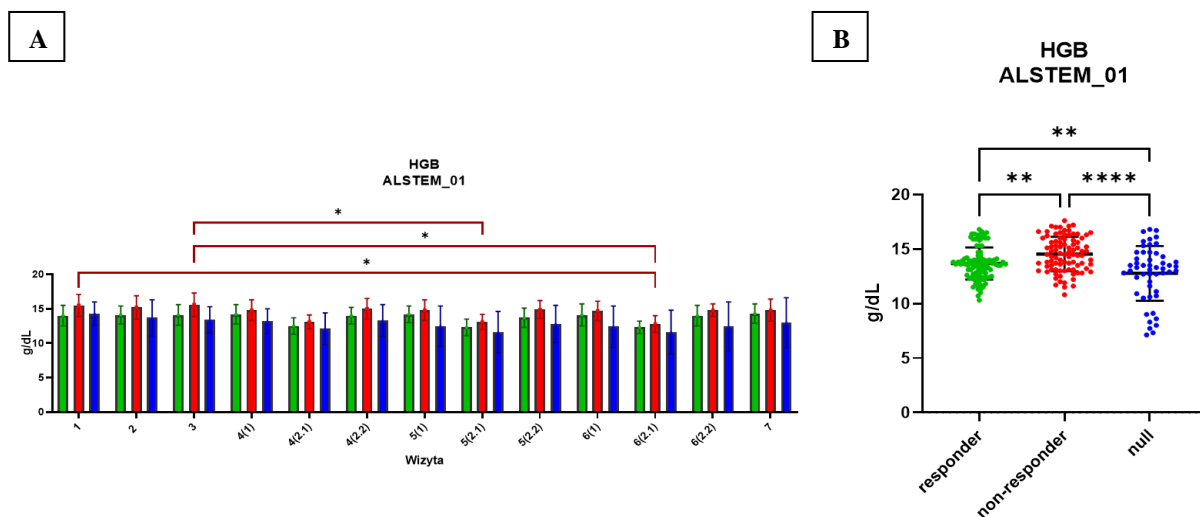 A
HGB
ALSTEM_01
*
*
*
20
15
10
5
0
g/dL
1
2
3
4(1)
4(2.1)
4(2.2)
5(1)
5(2.1)
5(2.2)
6(1)
6(2.1)
6(2.2)
7
Wizyta
B
HGB
ALSTEM_01
**
** ****
20
15
10
5
0
g/dL
responder
non-responder
null